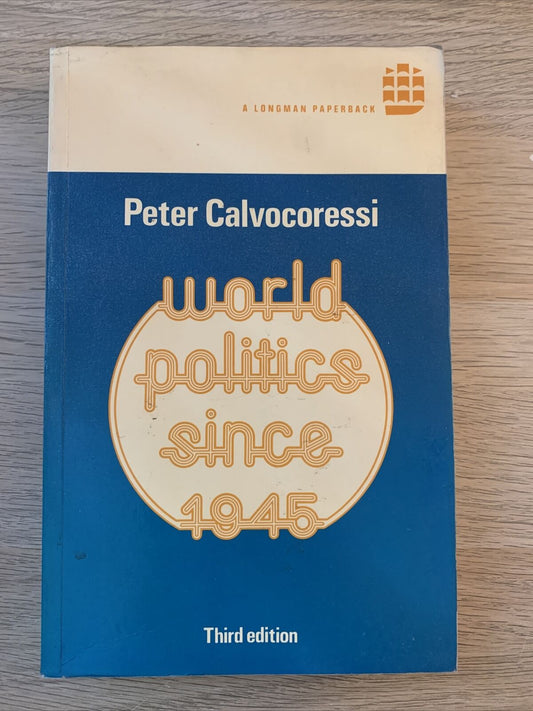 A LONGMAN PAPERBACK
Peter Calvocoressi
world
politics
since
1945
Third edition